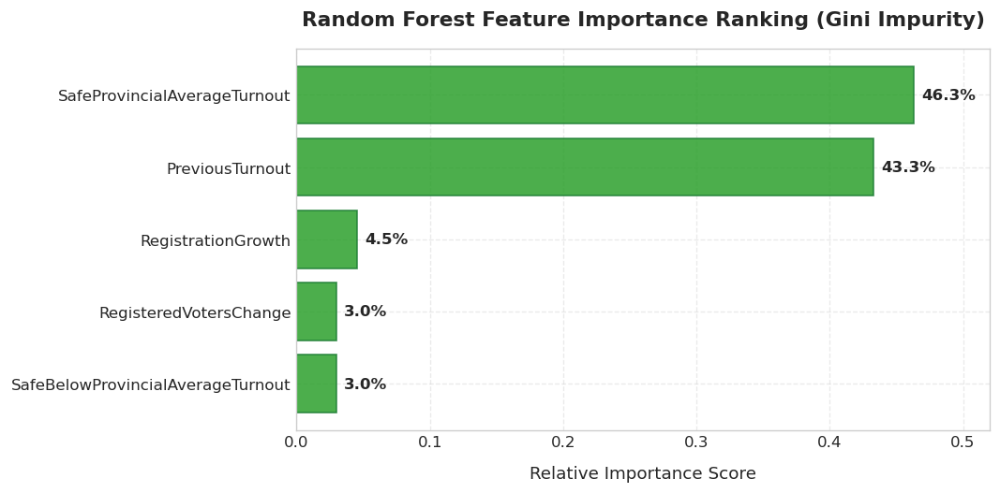 Random Forest Feature Importance Ranking (Gini Impurity)
SafeProvincialAverageTurnout 46.3%
PreviousTurnout 43.3%
RegistrationGrowth 4.5%
RegisteredVotersChange 3.0%
SafeBelowProvincialAverageTurnout 3.0%
0.0 0.1 0.2 0.3 0.4 0.5
Relative Importance Score